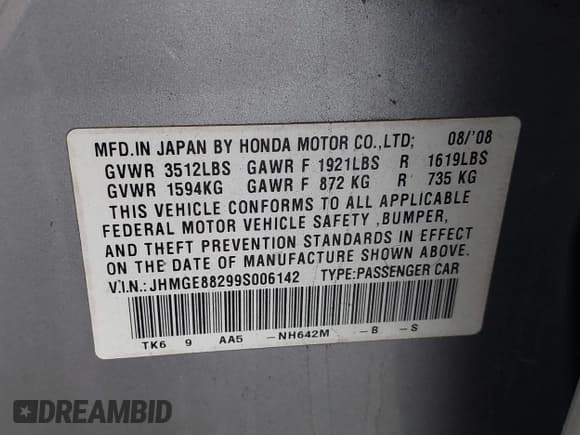 MFD.IN JAPAN BY HONDA MOTOR CO.,LTD; 08/'08
GVWR 3512LBS GAWR F 1921LBS R 1619LBS
GVWR 1594KG GAWR F 872 KG R 735 KG
THIS VEHICLE CONFORMS TO ALL APPLICABLE
FEDERAL MOTOR VEHICLE SAFETY ,BUMPER,
AND THEFT PREVENTION STANDARDS IN EFFECT
ON THE DATE OF MANUFACTURE SHOWN ABOVE.
V.I.N.:JHMGE88299S006142 TYPE:PASSENGER CAR
TK6 9 AA5 -NH642M -B -S
DREAMBID